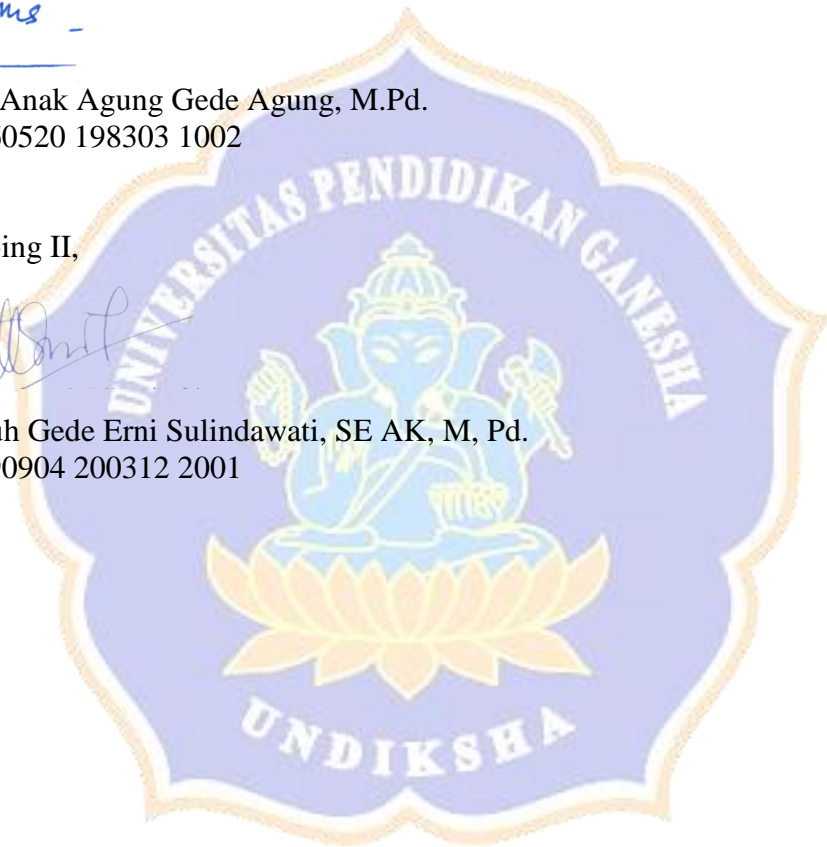 Anak Agung Gede Agung, M.Pd.
0520 198303 1002
ing II,
h Gede Erni Sulindawati, SE AK, M, Pd.
0904 200312 2001
UNIVERSITAS PENDIDIKAN GANESHA
UNDIKSHA